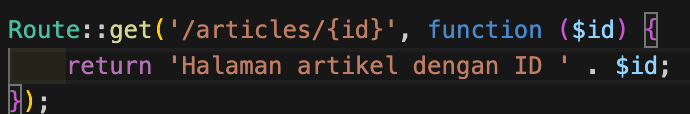 Route::get('/articles/{id}', function ($id) {
    return 'Halaman artikel dengan ID ' . $id;
});